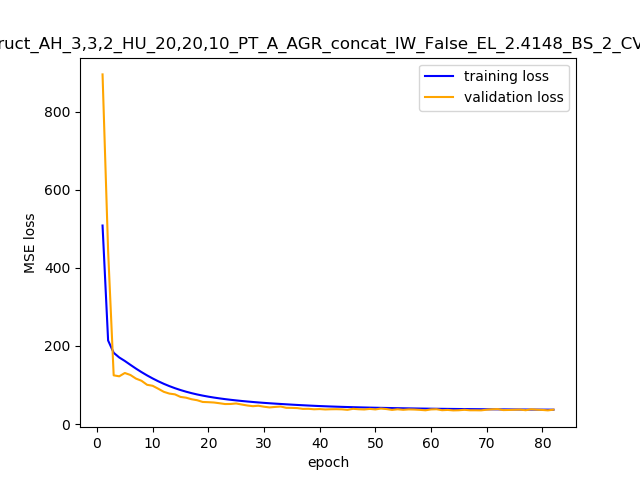 ruct_AH_3,3,2_HU_20,20,10_PT_A_AGR_concat_IW_False_EL_2.4148_BS_2_CV
training loss
validation loss
MSE loss
800
600
400
200
0
0 10 20 30 40 50 60 70 80
epoch